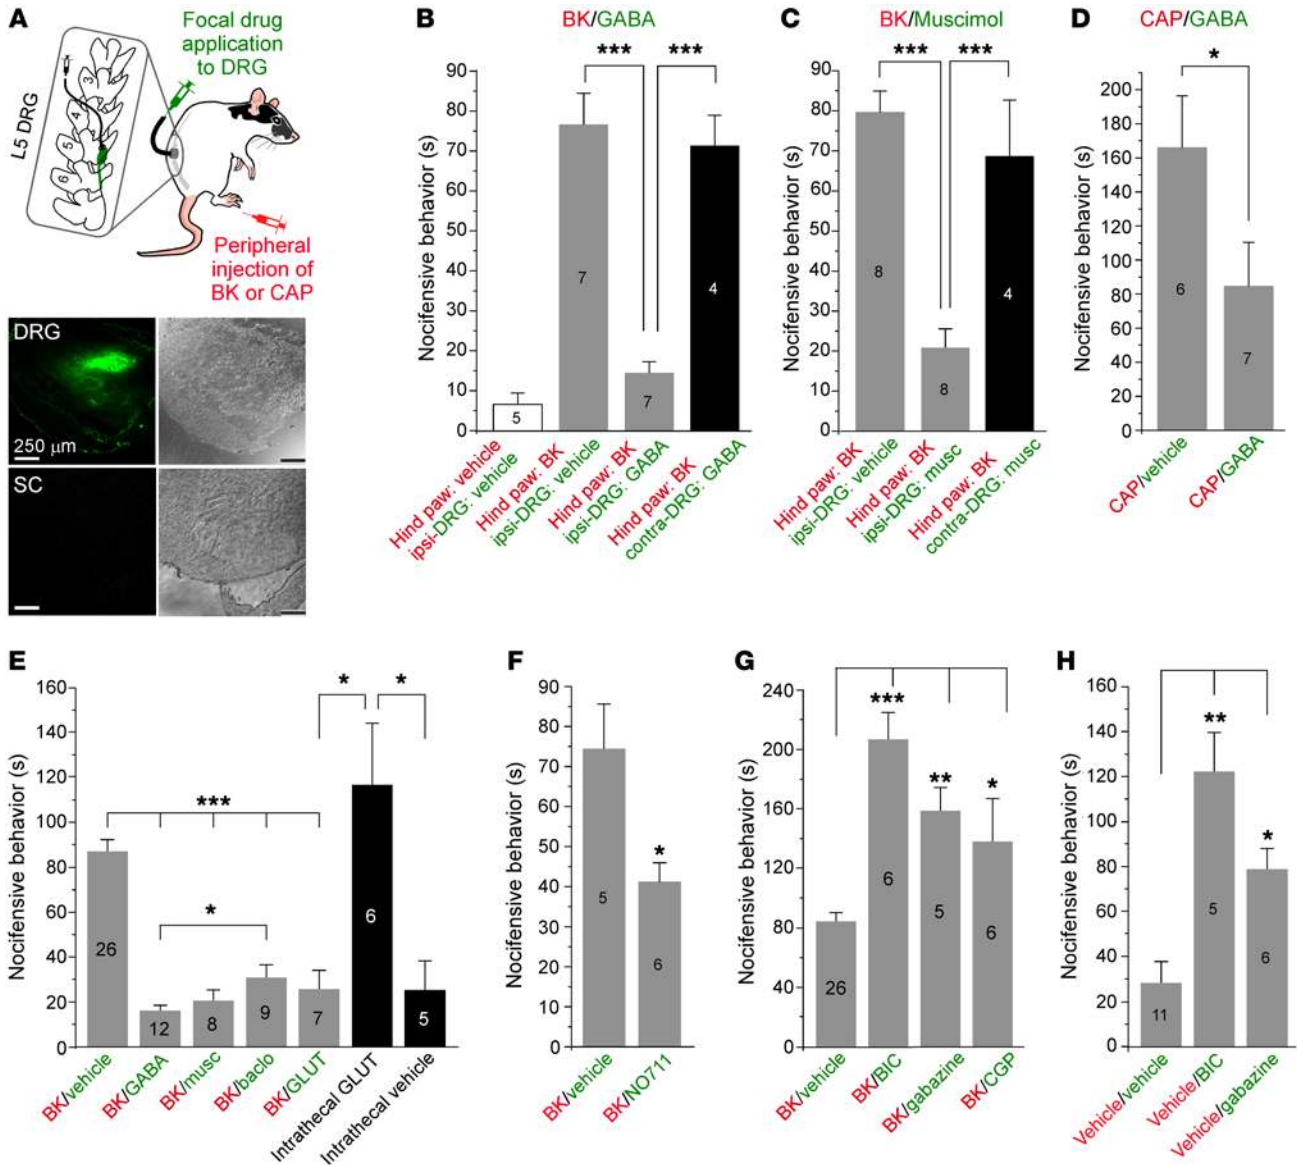 A
Focal drug
application
to DRG
L5 DRG
3
4
5
6
Peripheral
injection of
BK or CAP
DRG
250 μm
SC
B
BK/GABA
***
***
Nocifensive behavior (s)
90
80
70
60
50
40
30
20
10
0
5
7
7
4
Hind paw: vehicle
ipsi-DRG: vehicle
Hind paw: BK
ipsi-DRG: vehicle
Hind paw: BK
ipsi-DRG: GABA
Hind paw: BK
contra-DRG: GABA
C
BK/Muscimol
***
***
Nocifensive behavior (s)
90
80
70
60
50
40
30
20
10
0
8
8
4
Hind paw: BK
ipsi-DRG: vehicle
Hind paw: BK
ipsi-DRG: musc
Hind paw: BK
contra-DRG: musc
D
CAP/GABA
*
Nocifensive behavior (s)
200
180
160
140
120
100
80
60
40
20
0
6
7
CAP/vehicle
CAP/GABA
E
Nocifensive behavior (s)
160
140
120
100
80
60
40
20
0
***
*
*
*
26
12
8
9
7
6
5
BK/vehicle
BK/GABA
BK/musc
BK/baclo
BK/GLUT
Intrathecal GLUT
Intrathecal vehicle
F
Nocifensive behavior (s)
90
80
70
60
50
40
30
20
10
0
*
5
6
BK/vehicle
BK/NO711
G
Nocifensive behavior (s)
240
200
160
120
80
40
0
***
**
*
26
6
5
6
BK/vehicle
BK/BIC
BK/gabazine
BK/CGP
H
Nocifensive behavior (s)
160
140
120
100
80
60
40
20
0
**
*
11
5
6
Vehicle/vehicle
Vehicle/BIC
Vehicle/gabazine